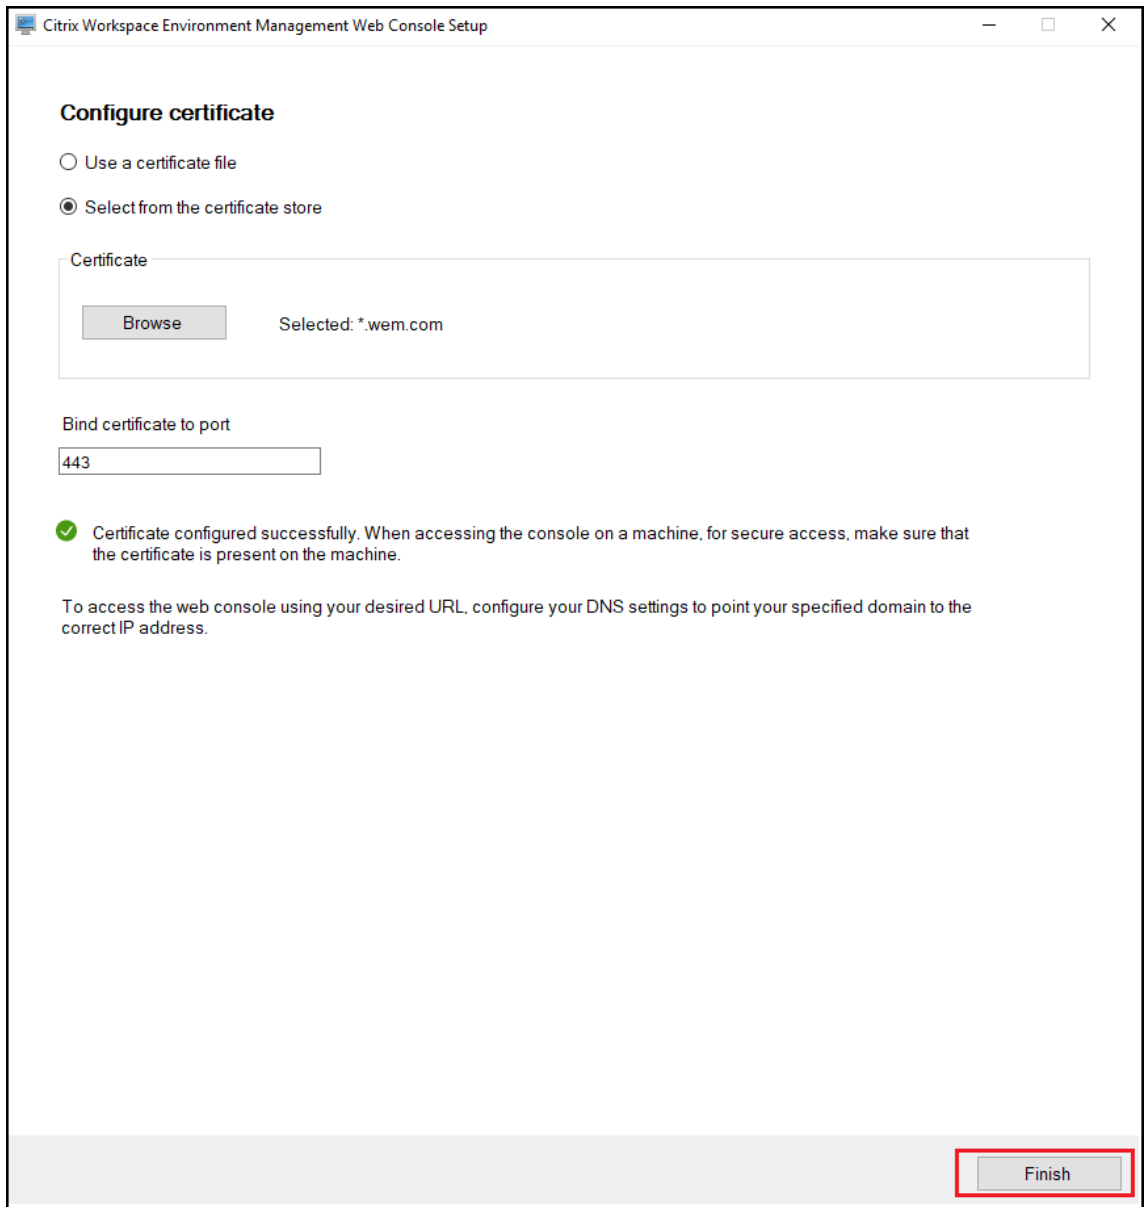 Citrix Workspace Environment Management Web Console Setup
Configure certificate
Use a certificate file
Select from the certificate store
Certificate
Browse
Selected: *.wem.com
Bind certificate to port
443
Certificate configured successfully. When accessing the console on a machine, for secure access, make sure that
the certificate is present on the machine.
To access the web console using your desired URL, configure your DNS settings to point your specified domain to the
correct IP address.
Finish